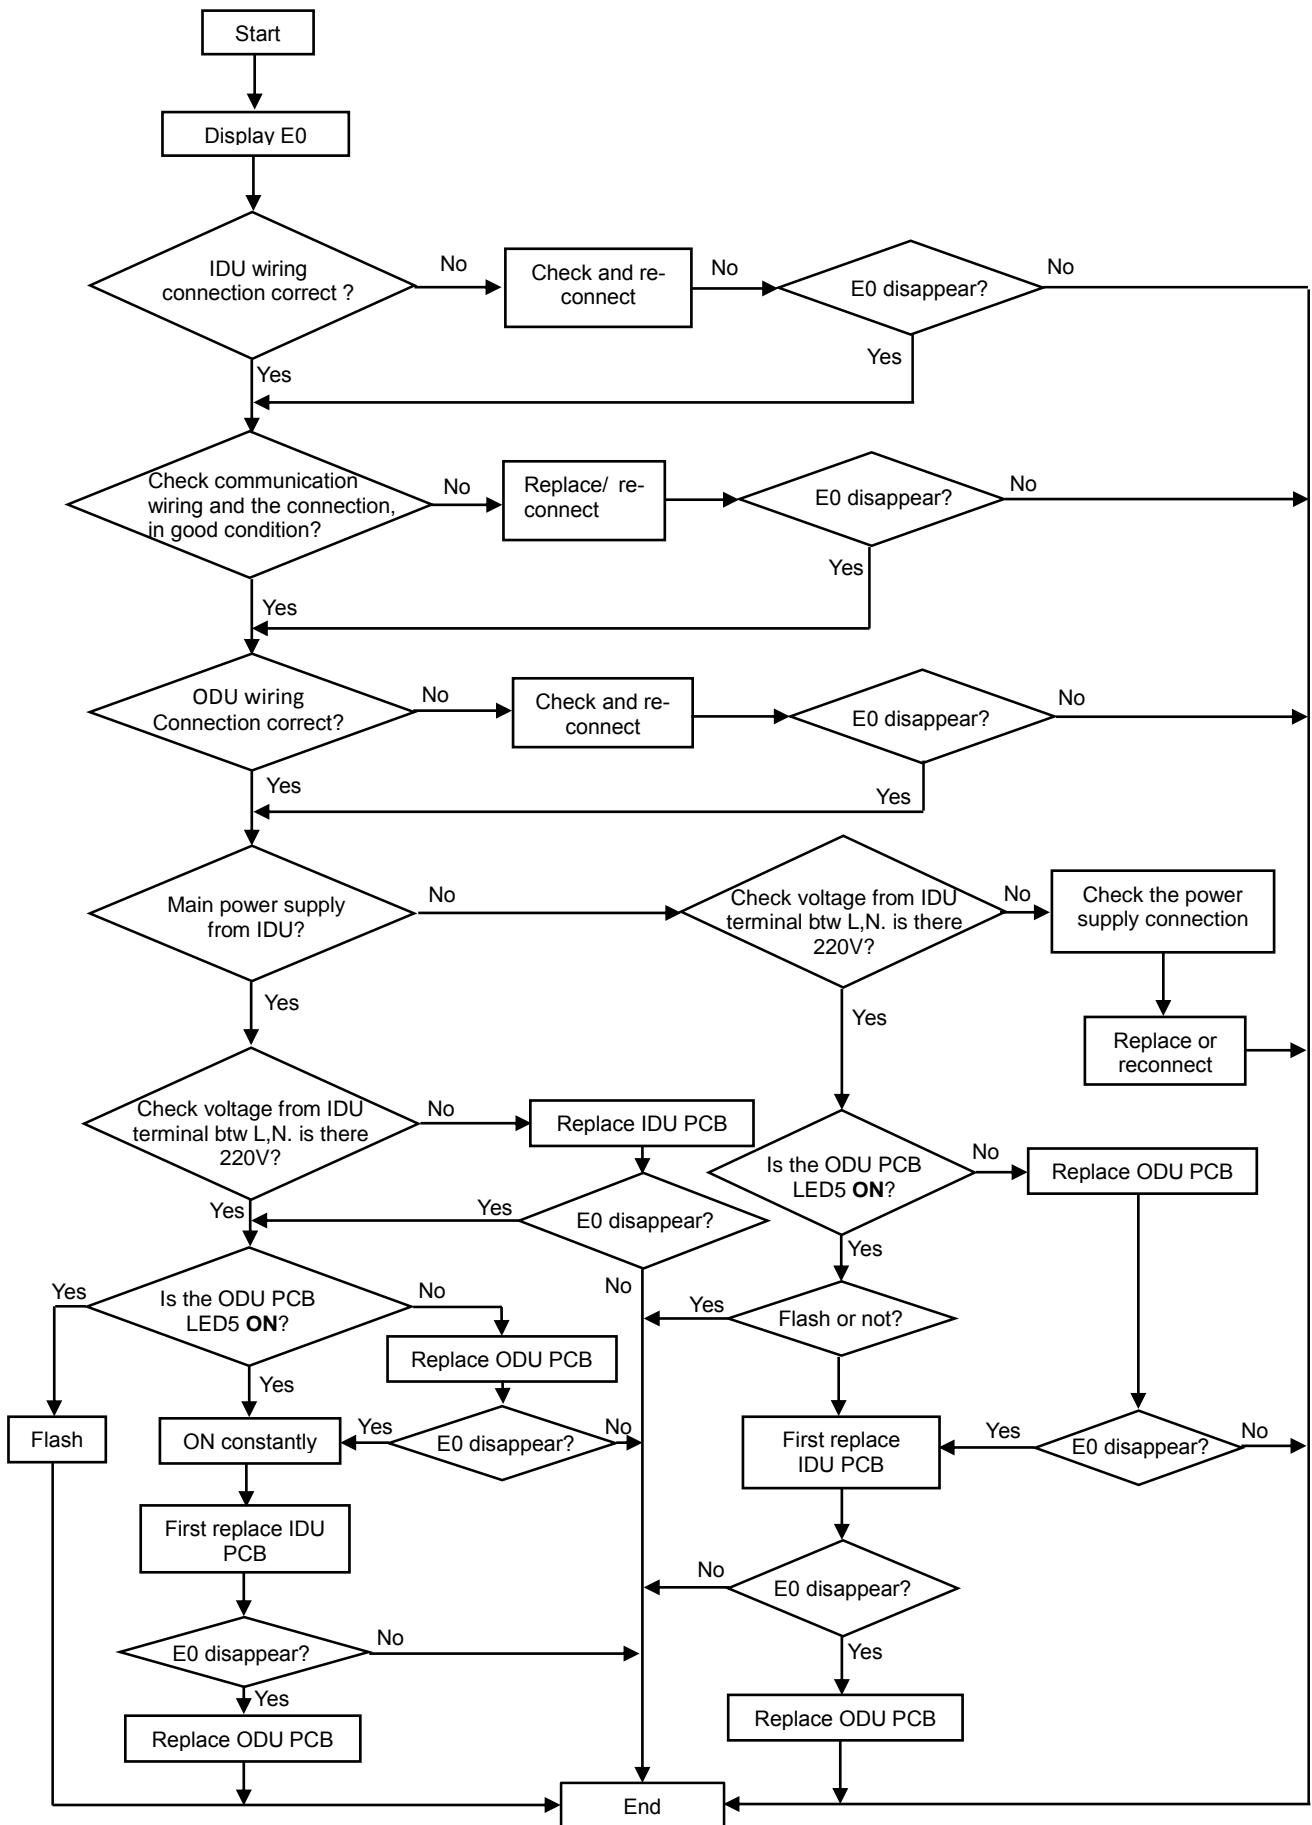 Start
Display E0
IDU wiring
connection correct ?
No
Check and re-
connect
No
E0 disappear?
No
Yes
Yes
Check communication
wiring and the connection,
in good condition?
No
Replace/ re-
connect
E0 disappear?
No
Yes
Yes
ODU wiring
Connection correct?
No
Check and re-
connect
E0 disappear?
No
Yes
Yes
Main power supply
from IDU?
No
Check voltage from IDU
terminal btw L,N. is there
220V?
No
Check the power
supply connection
Yes
Yes
Replace or
reconnect
Check voltage from IDU
terminal btw L,N. is there
220V?
No
Replace IDU PCB
Is the ODU PCB
LED5 ON?
No
Replace ODU PCB
Yes
Yes
E0 disappear?
Yes
No
Is the ODU PCB
LED5 ON?
Yes
No
Yes
Flash or not?
Replace ODU PCB
Yes
Flash
ON constantly
Yes
E0 disappear?
No
First replace
IDU PCB
Yes
E0 disappear?
No
First replace IDU
PCB
No
E0 disappear?
E0 disappear?
No
Yes
Yes
Replace ODU PCB
Replace ODU PCB
End